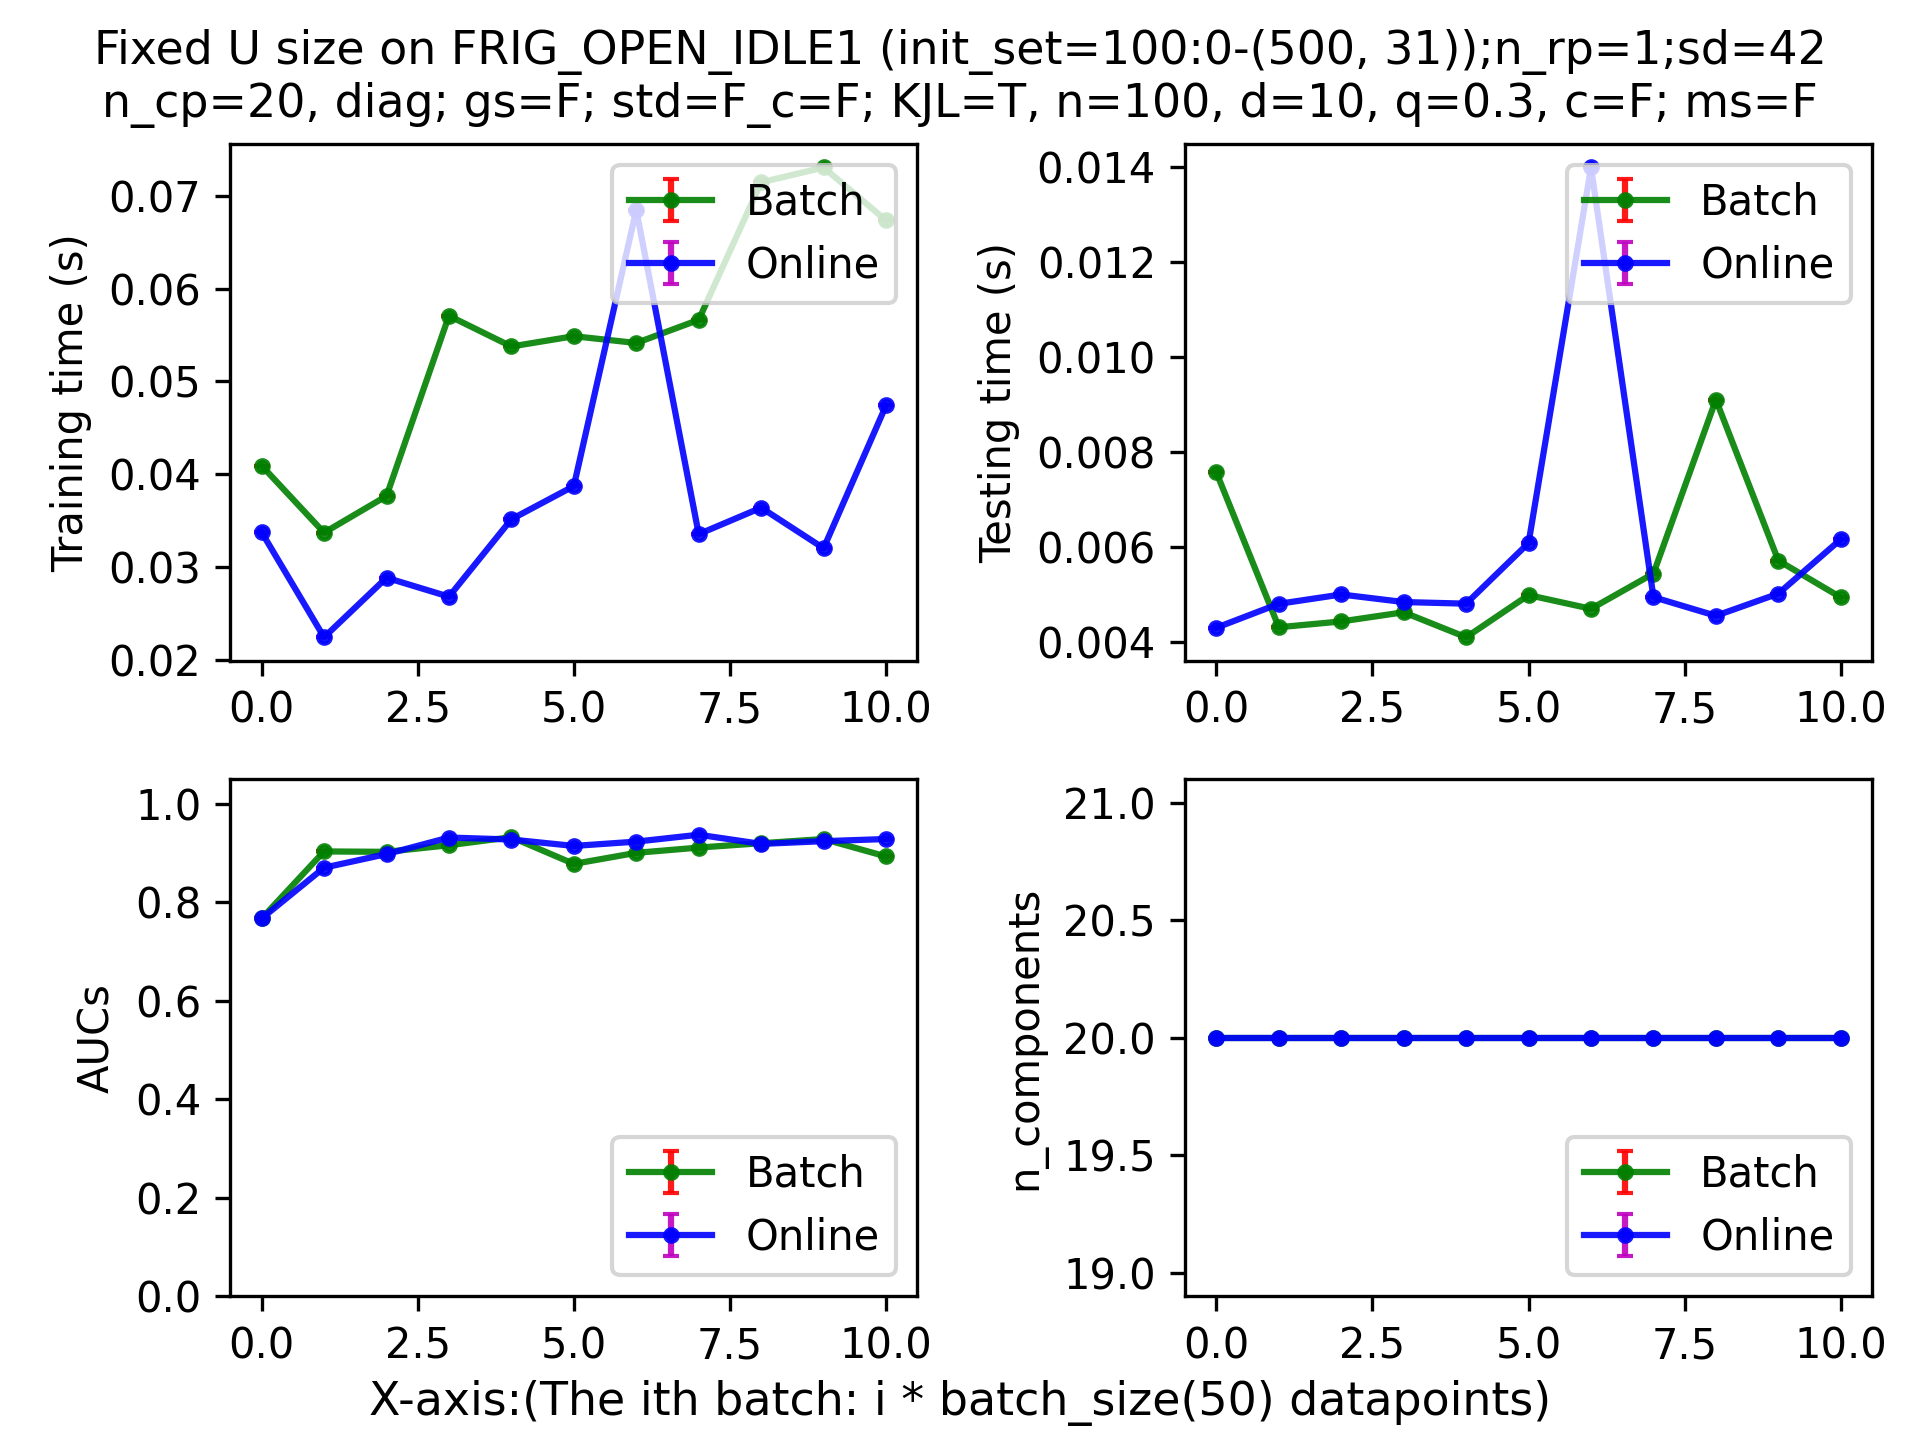 Fixed U size on FRIG_OPEN_IDLE1 (init_set=100:0-(500, 31));n_rp=1;sd=42
n_cp=20, diag; gs=F; std=F_c=F; KJL=T, n=100, d=10, q=0.3, c=F; ms=F
Training time (s)
0.07
0.06
0.05
0.04
0.03
0.02
0.0 2.5 5.0 7.5 10.0
Batch
Online
Testing time (s)
0.014
0.012
0.010
0.008
0.006
0.004
0.0 2.5 5.0 7.5 10.0
Batch
Online
AUCs
1.0
0.8
0.6
0.4
0.2
0.0
0.0 2.5 5.0 7.5 10.0
Batch
Online
n_components
21.0
20.5
20.0
19.5
19.0
0.0 2.5 5.0 7.5 10.0
Batch
Online
X-axis:(The ith batch: i * batch_size(50) datapoints)